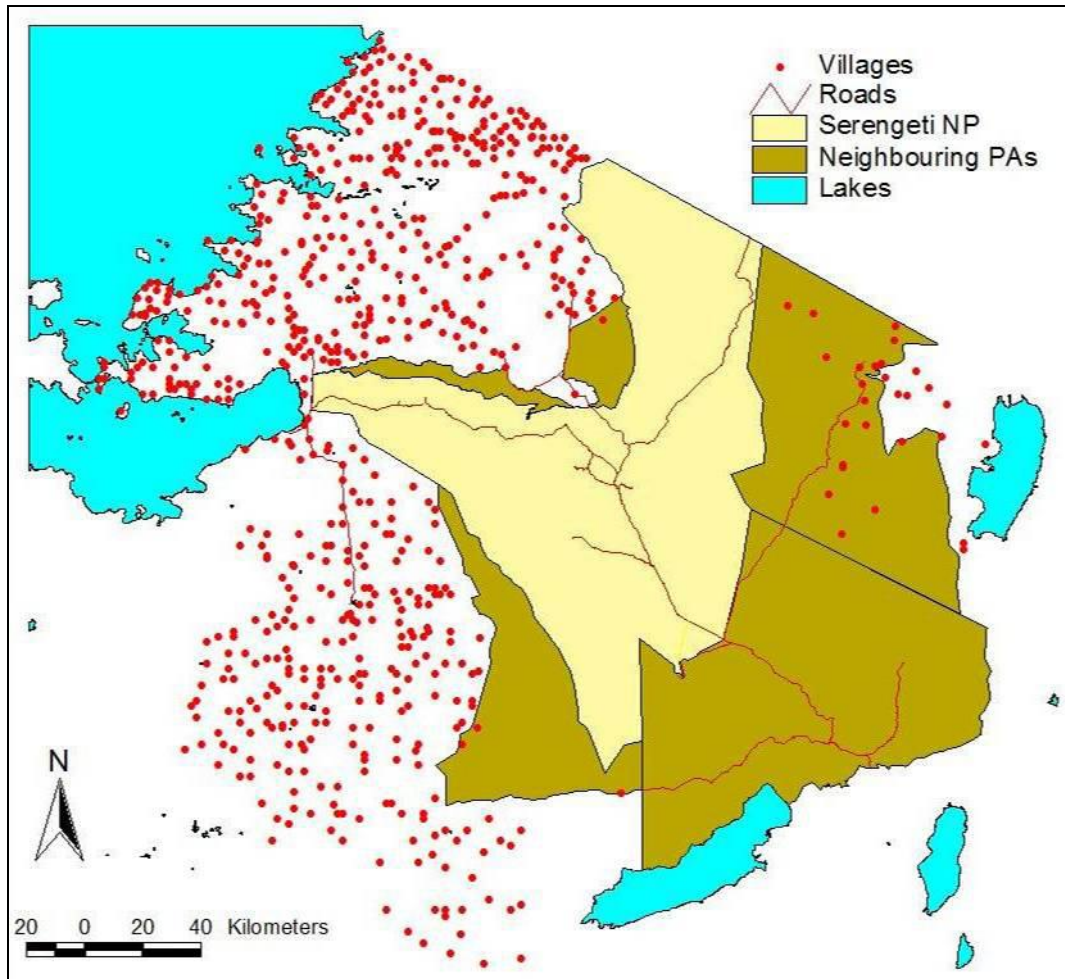 Villages
Roads
Serengeti NP
Neighbouring PAs
Lakes
N
20 0 20 40 Kilometers